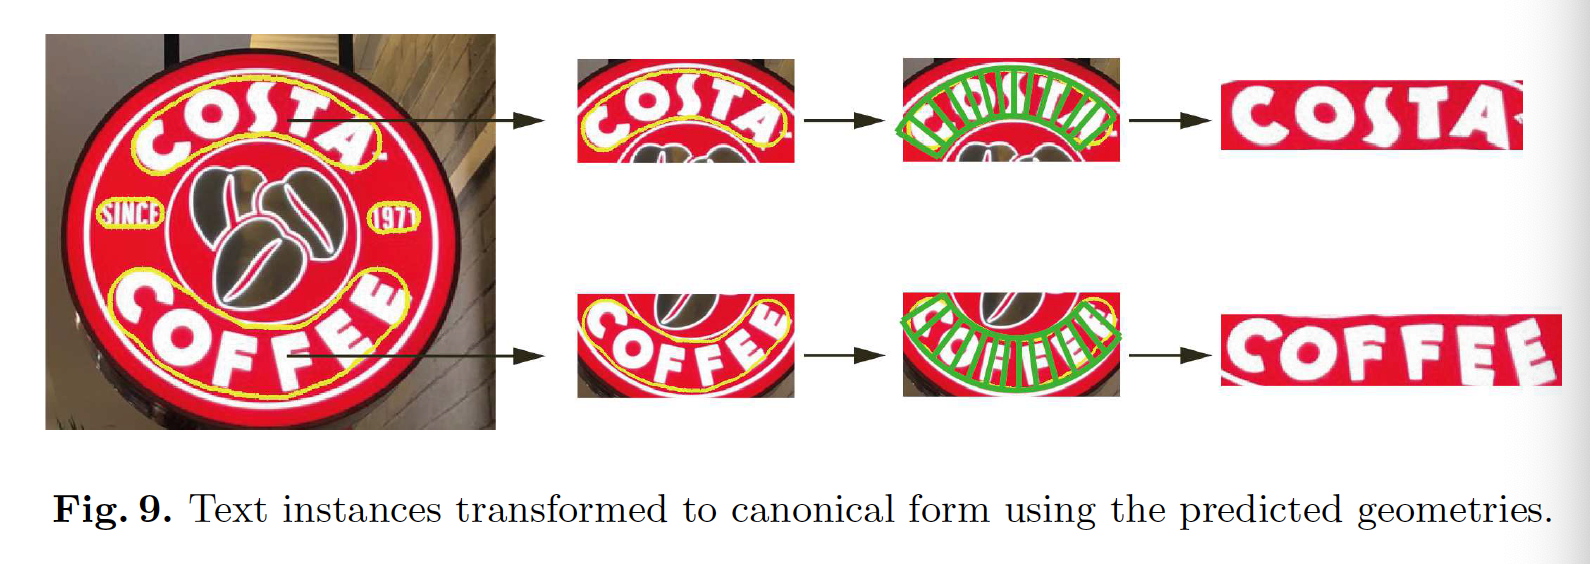 COSTA
SINCE
1971
COFFEE
COSTA
COFFEE
COSTA
COFFEE
COSTA
COFFEE
Fig. 9. Text instances transformed to canonical form using the predicted geometries.